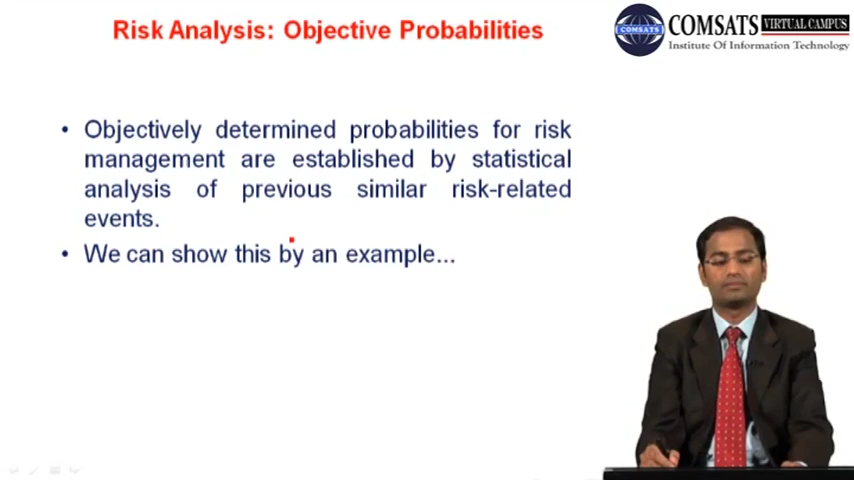 Risk Analysis: Objective Probabilities
COMSATS VIRTUAL CAMPUS
Institute Of Information Technology
COMSATS
• Objectively determined probabilities for risk
management are established by statistical
analysis of previous similar risk-related
events.
• We can show this by an example...